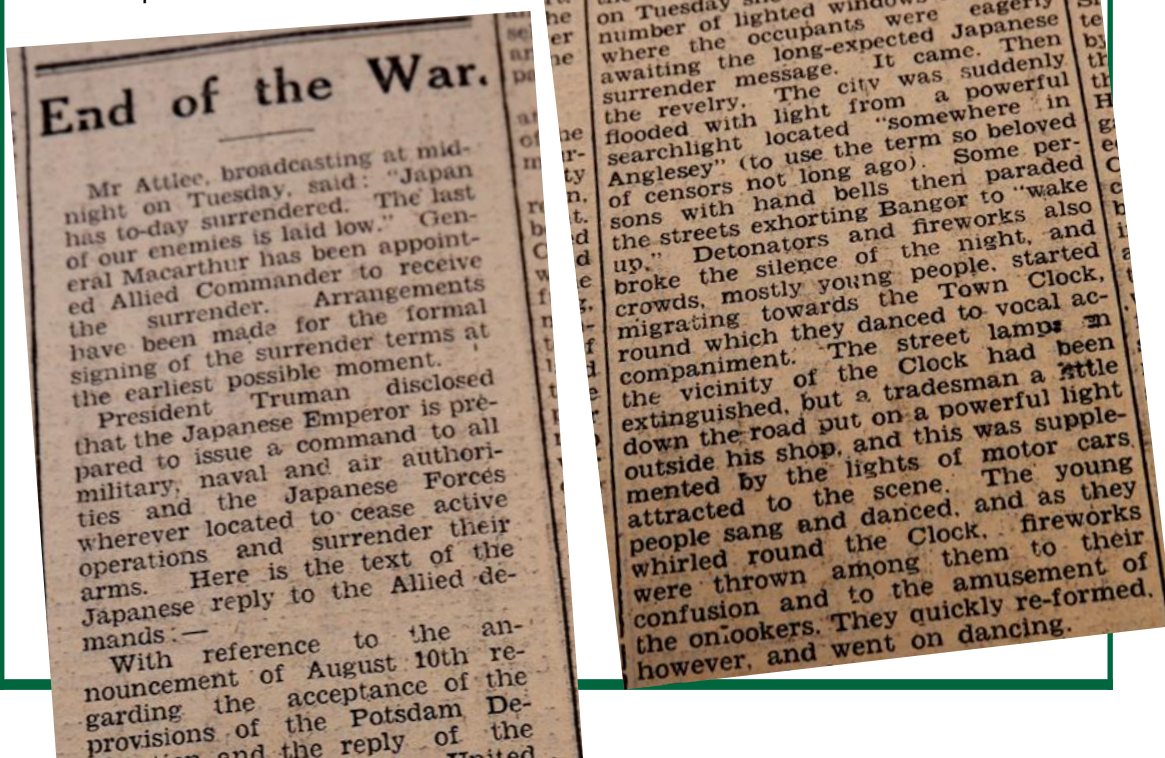 End of the War.
Mr Attlee, broadcasting at mid-
night on Tuesday, said: "Japan
has to-day surrendered. The last
of our enemies is laid low." Gen-
eral Macarthur has been appoint-
ed Allied Commander to receive
the surrender. Arrangements
have been made for the formal
signing of the surrender terms at
the earliest possible moment.
President Truman disclosed
that the Japanese Emperor is pre-
pared to issue a command to all
military, naval and air authori-
ties and the Japanese Forces
wherever located to cease active
operations and surrender their
arms. Here is the text of the
Japanese reply to the Allied de-
mands:—
With reference to the an-
nouncement of August 10th re-
garding the acceptance of the
provisions of the Potsdam De-
and the reply of the
United
on Tuesday
number of lighted windows
where the occupants were eagerly
awaiting the long-expected Japanese
surrender message. It came. Then
the revelry. The city was suddenly
flooded with light from a powerful
searchlight located "somewhere in
Anglesey" (to use the term so beloved
of censors not long ago). Some per-
sons with hand bells then paraded
the streets exhorting Bangor to "wake
up." Detonators and fireworks also
broke the silence of the night, and
crowds, mostly young people, started
migrating towards the Town Clock,
round which they danced to vocal ac-
companiment. The street lamps in
the vicinity of the Clock had been
extinguished, but a tradesman a little
down the road put on a powerful light
outside his shop, and this was supple-
mented by the lights of motor cars
attracted to the scene. The young
people sang and danced, and as they
whirled round the Clock, fireworks
were thrown among them to their
confusion and to the amusement of
the onlookers. They quickly re-formed,
however, and went on dancing.